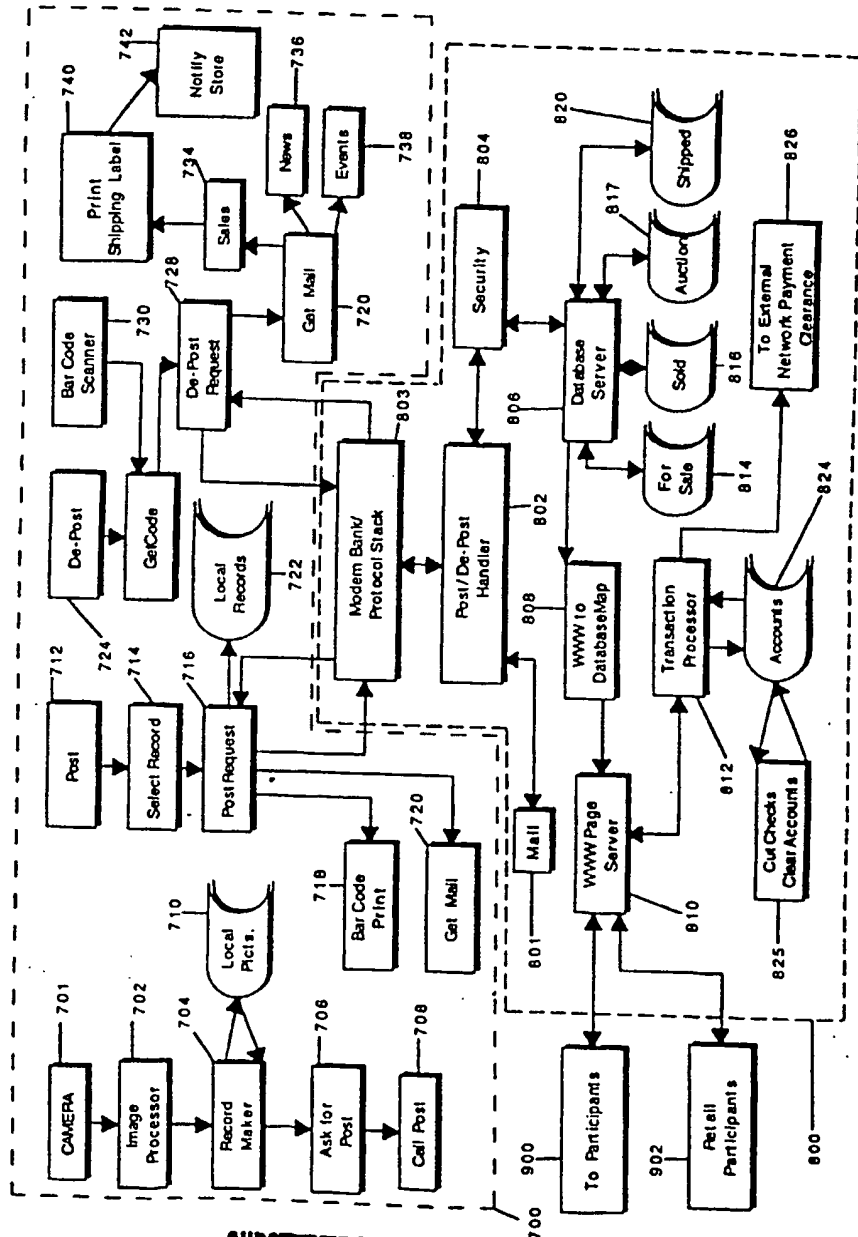 701
CAMERA
702
Image
Processor
704
Record
Maker
710
Local
Picts.
706
Ask for
Post
708
Call Post
712
Post
714
Select Record
716
Post Request
722
Local
Records
718
Bar Code
Print
720
Get Mail
724
De-Post
GetCode
730
Bar Code
Scanner
728
De-Post
Request
740
Print
Shipping Label
742
Notify
Store
734
Sales
736
News
738
Events
720
Get Mail
700
803
Modem Bank/
Protocol Stack
802
Post/De-Post
Handler
804
Security
801
Mail
806
Database
Server
808
WWW to
Database Map
810
WWW Page
Server
812
Transaction
Processor
814
For
Sale
816
Sold
817
Auction
820
Shipped
824
Accounts
825
Cut Checks
Clear Accounts
826
To External
Network Payment
Clearance
900
To Participants
902
Retail
Participants
800